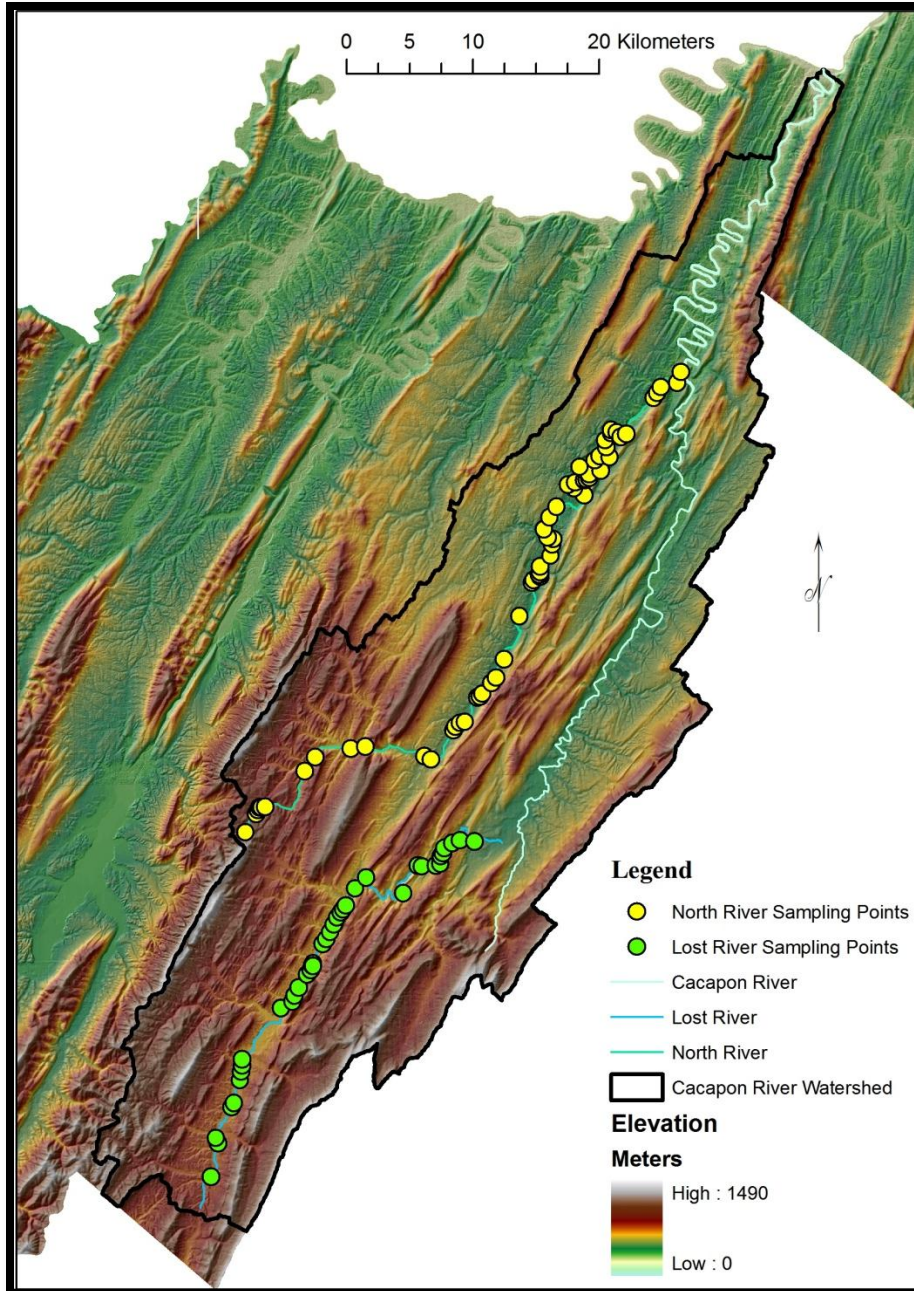 0 5 10 20 Kilometers
N
Legend
North River Sampling Points
Lost River Sampling Points
Cacapon River
Lost River
North River
Cacapon River Watershed
Elevation
Meters
High : 1490
Low : 0